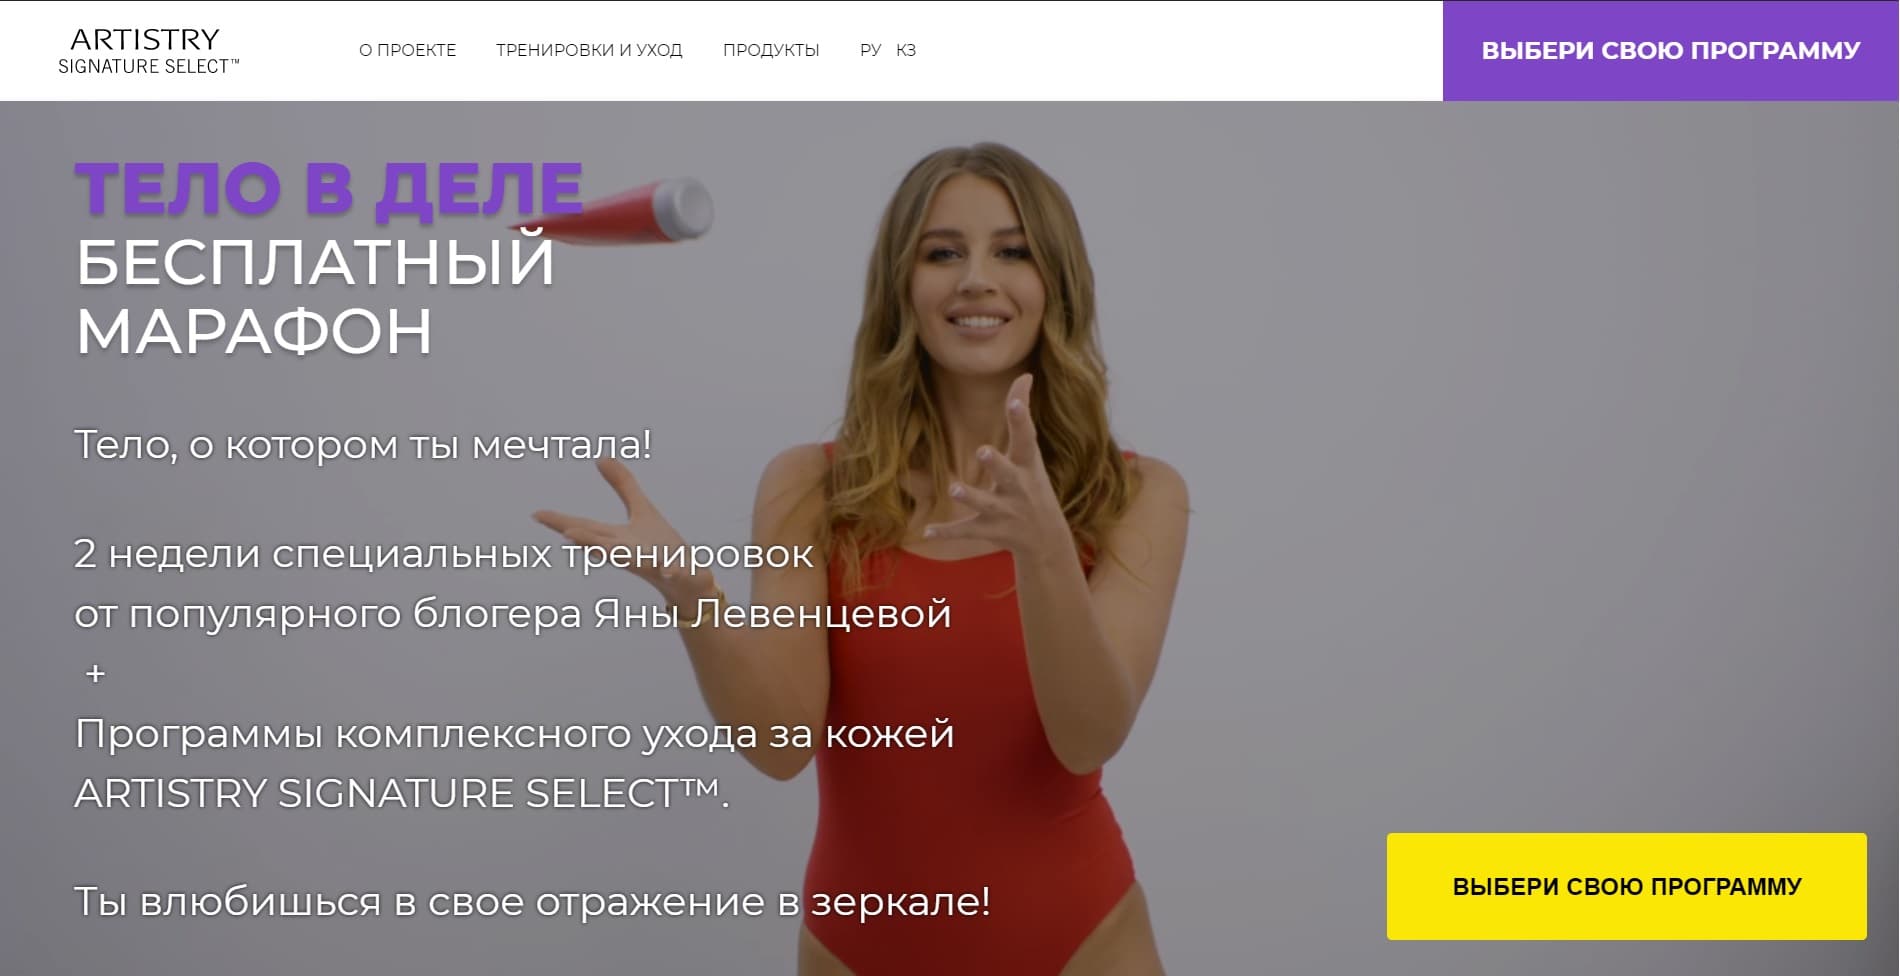 ARTISTRY
SIGNATURE SELECT™
О ПРОЕКТЕ
ТРЕНИРОВКИ И УХОД
ПРОДУКТЫ
РУ КЗ
ВЫБЕРИ СВОЮ ПРОГРАММУ
ТЕЛО В ДЕЛЕ
БЕСПЛАТНЫЙ
МАРАФОН
Тело, о котором ты мечтала!
2 недели специальных тренировок
от популярного блогера Яны Левенцевой
+
Программы комплексного ухода за кожей
ARTISTRY SIGNATURE SELECT™.
Ты влюбишься в свое отражение в зеркале!
ВЫБЕРИ СВОЮ ПРОГРАММУ